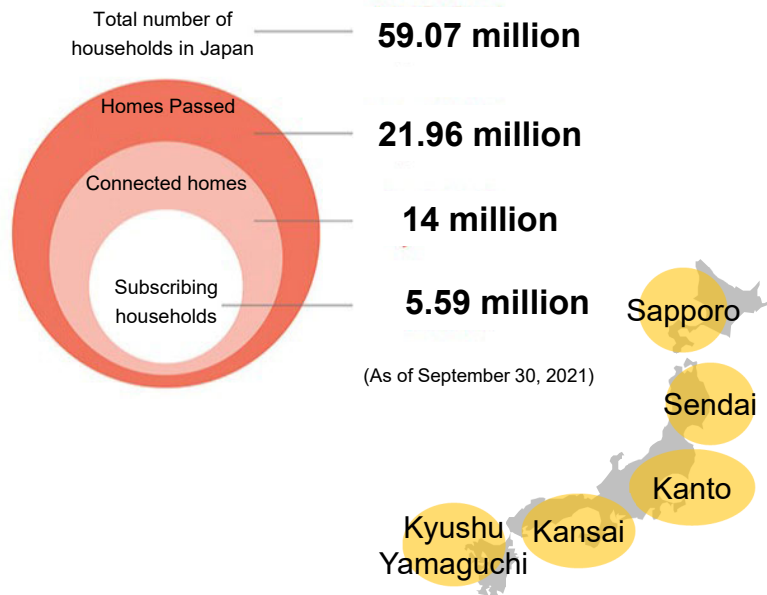 Total number of
households in Japan
59.07 million
Homes Passed
21.96 million
Connected homes
14 million
Subscribing
households
5.59 million
(As of September 30, 2021)
Sapporo
Sendai
Kanto
Kansai
Kyushu
Yamaguchi